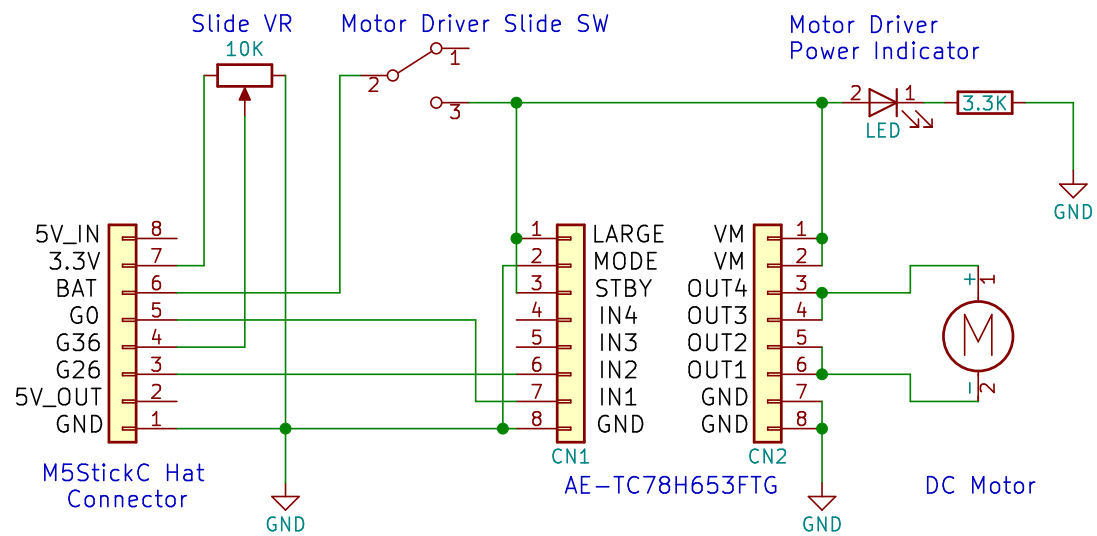 Slide VR
10K
Motor Driver Slide SW
1
2
3
Motor Driver
Power Indicator
2
1
LED
3.3K
GND
5V_IN 8
3.3V 7
BAT 6
G0 5
G36 4
G26 3
5V_OUT 2
GND 1
M5StickC Hat
Connector
GND
1 LARGE
2 MODE
3 STBY
4 IN4
5 IN3
6 IN2
7 IN1
8 GND
CN1
VM 1
VM 2
OUT4 3
OUT3 4
OUT2 5
OUT1 6
GND 7
GND 8
CN2
AE-TC78H653FTG
GND
+ 1
M
- 2
DC Motor